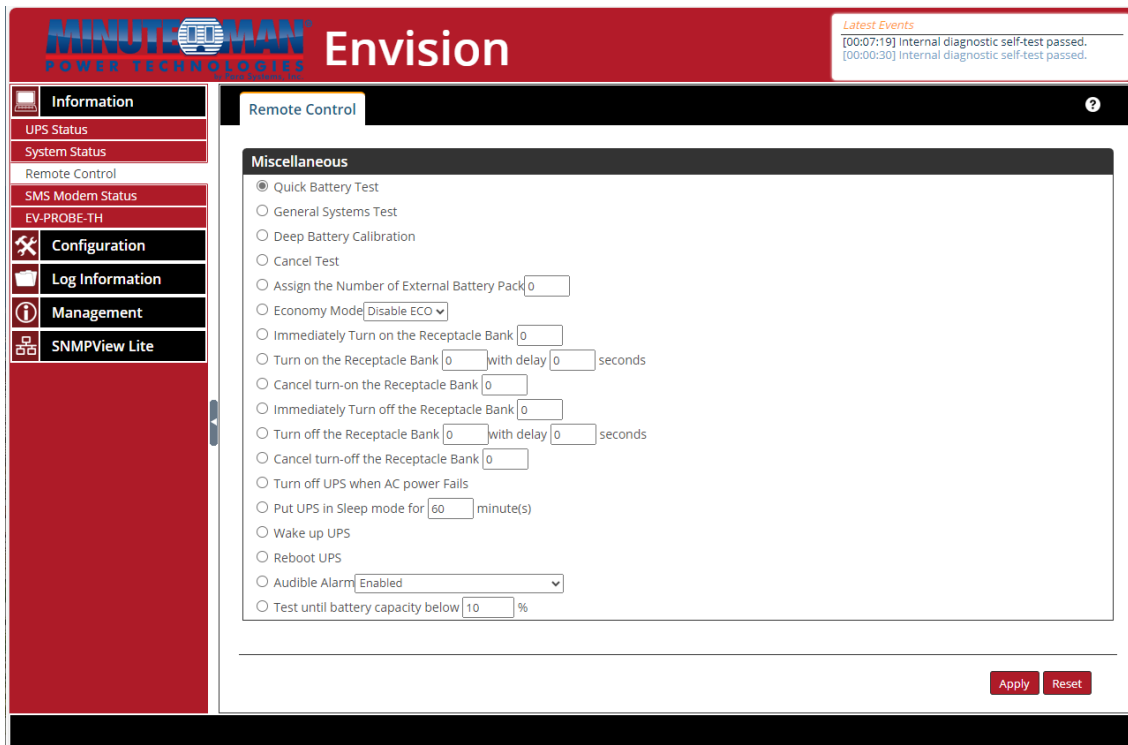 MINUTEMAN
POWER TECHNOLOGIES
by Para Systems, Inc.
Envision
Latest Events
[00:07:19] Internal diagnostic self-test passed.
[00:00:30] Internal diagnostic self-test passed.
Information
UPS Status
System Status
Remote Control
SMS Modem Status
EV-PROBE-TH
Configuration
Log Information
Management
SNMPView Lite
Remote Control
?
Miscellaneous
Quick Battery Test
General Systems Test
Deep Battery Calibration
Cancel Test
Assign the Number of External Battery Pack 0
Economy Mode Disable ECO
Immediately Turn on the Receptacle Bank 0
Turn on the Receptacle Bank 0 with delay 0 seconds
Cancel turn-on the Receptacle Bank 0
Immediately Turn off the Receptacle Bank 0
Turn off the Receptacle Bank 0 with delay 0 seconds
Cancel turn-off the Receptacle Bank 0
Turn off UPS when AC power Fails
Put UPS in Sleep mode for 60 minute(s)
Wake up UPS
Reboot UPS
Audible Alarm Enabled
Test until battery capacity below 10 %
Apply Reset